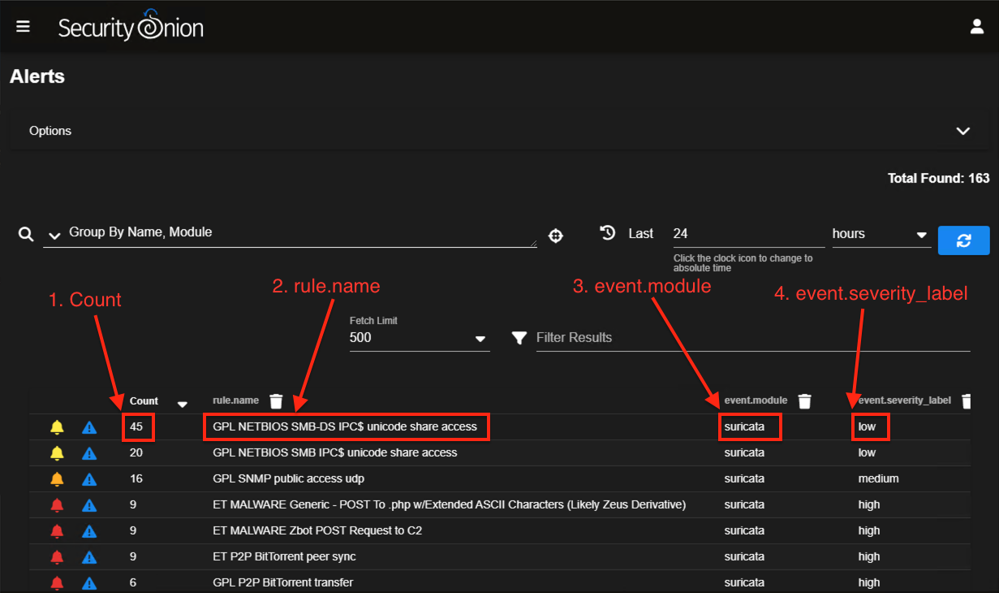 Security Onion
Alerts
Options
Total Found: 163
Group By Name, Module
Last 24 hours
Click the clock icon to change to
absolute time
1. Count
2. rule.name
3. event.module
4. event.severity_label
Fetch Limit
500
Filter Results
Count rule.name event.module event.severity_label
45 GPL NETBIOS SMB-DS IPC$ unicode share access suricata low
20 GPL NETBIOS SMB IPC$ unicode share access suricata low
16 GPL SNMP public access udp suricata medium
9 ET MALWARE Generic - POST To .php w/Extended ASCII Characters (Likely Zeus Derivative) suricata high
9 ET MALWARE Zbot POST Request to C2 suricata high
9 ET P2P BitTorrent peer sync suricata high
6 GPL P2P BitTorrent transfer suricata high